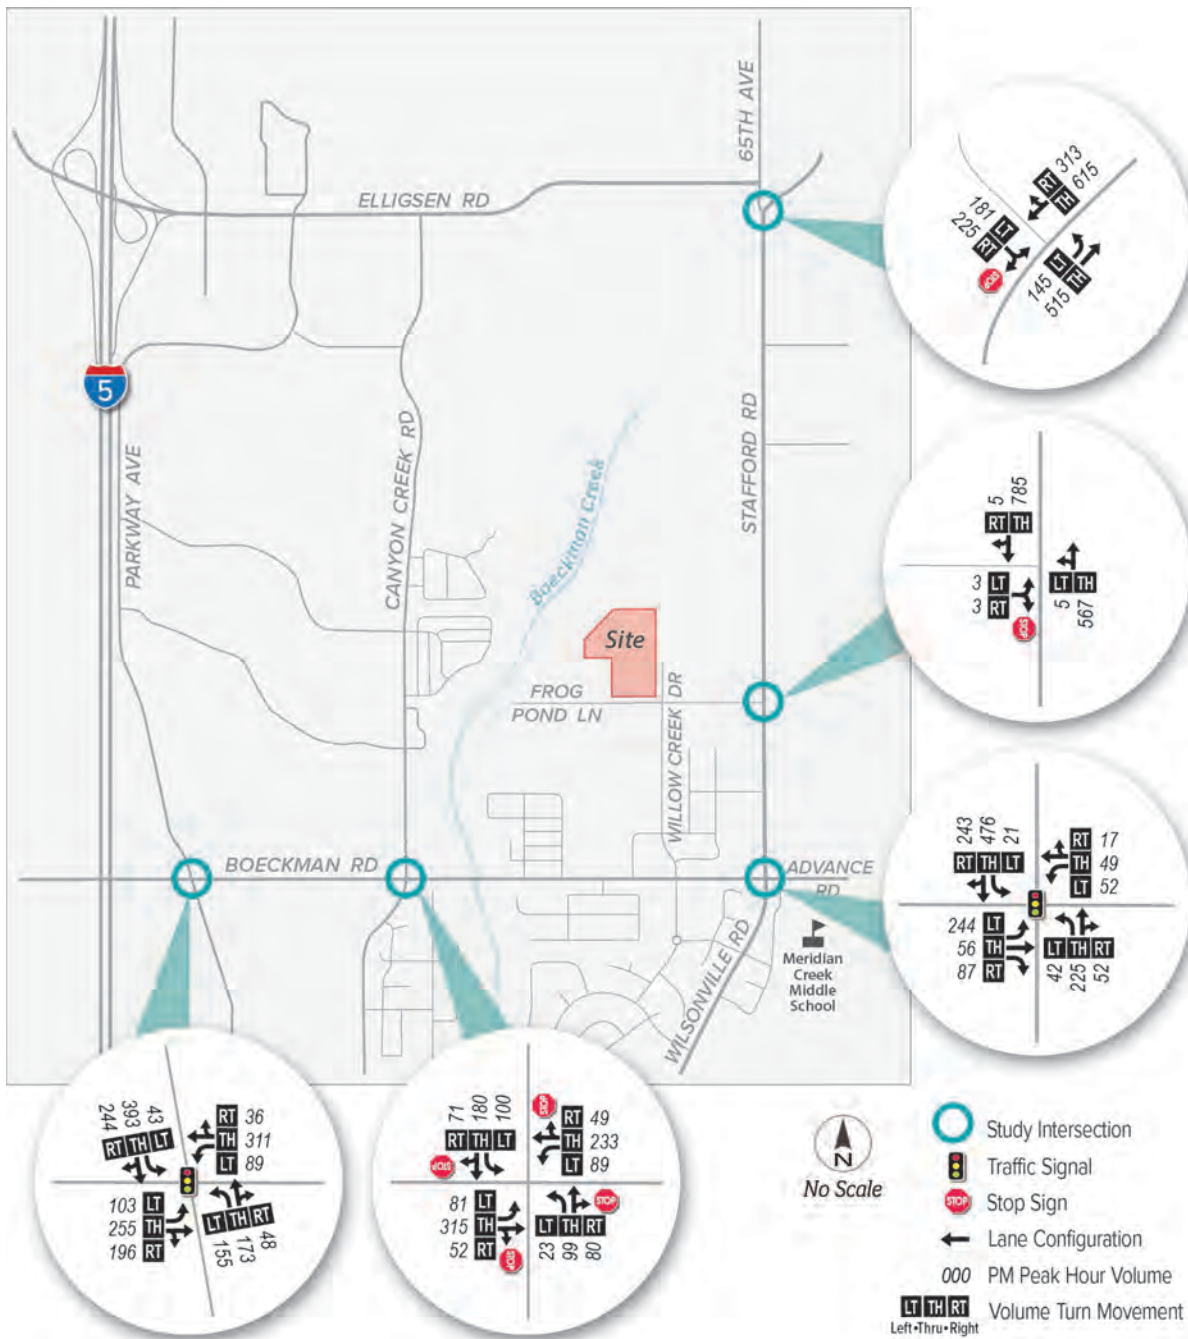 65TH AVE
ELLIGSEN RD
313
615
RT
TH
181
225
LT
RT
STOP
LT
TH
145
515
5
PARKWAY AVE
CANYON CREEK RD
Boeckman Creek
STAFFORD RD
5
785
RT TH
3 LT
3 RT
STOP
LT TH
5
567
Site
FROG
POND LN
WILLOW CREEK DR
BOECKMAN RD
ADVANCE
RD
WILSONVILLE RD
Meridian
Creek
Middle
School
243
476
21
RT TH LT
RT 17
TH 49
LT 52
244 LT
56 TH
87 RT
LT TH RT
42
225
52
244
393
43
RT TH LT
RT 36
TH 311
LT 89
103 LT
255 TH
196 RT
LT TH RT
155
173
48
71
180
100
RT TH LT
STOP
STOP
RT 49
TH 233
LT 89
81 LT
315 TH
52 RT
STOP
STOP
LT TH RT
23
99
80
N
No Scale
Study Intersection
Traffic Signal
STOP Stop Sign
Lane Configuration
000 PM Peak Hour Volume
LT TH RT Volume Turn Movement
Left•Thru•Right